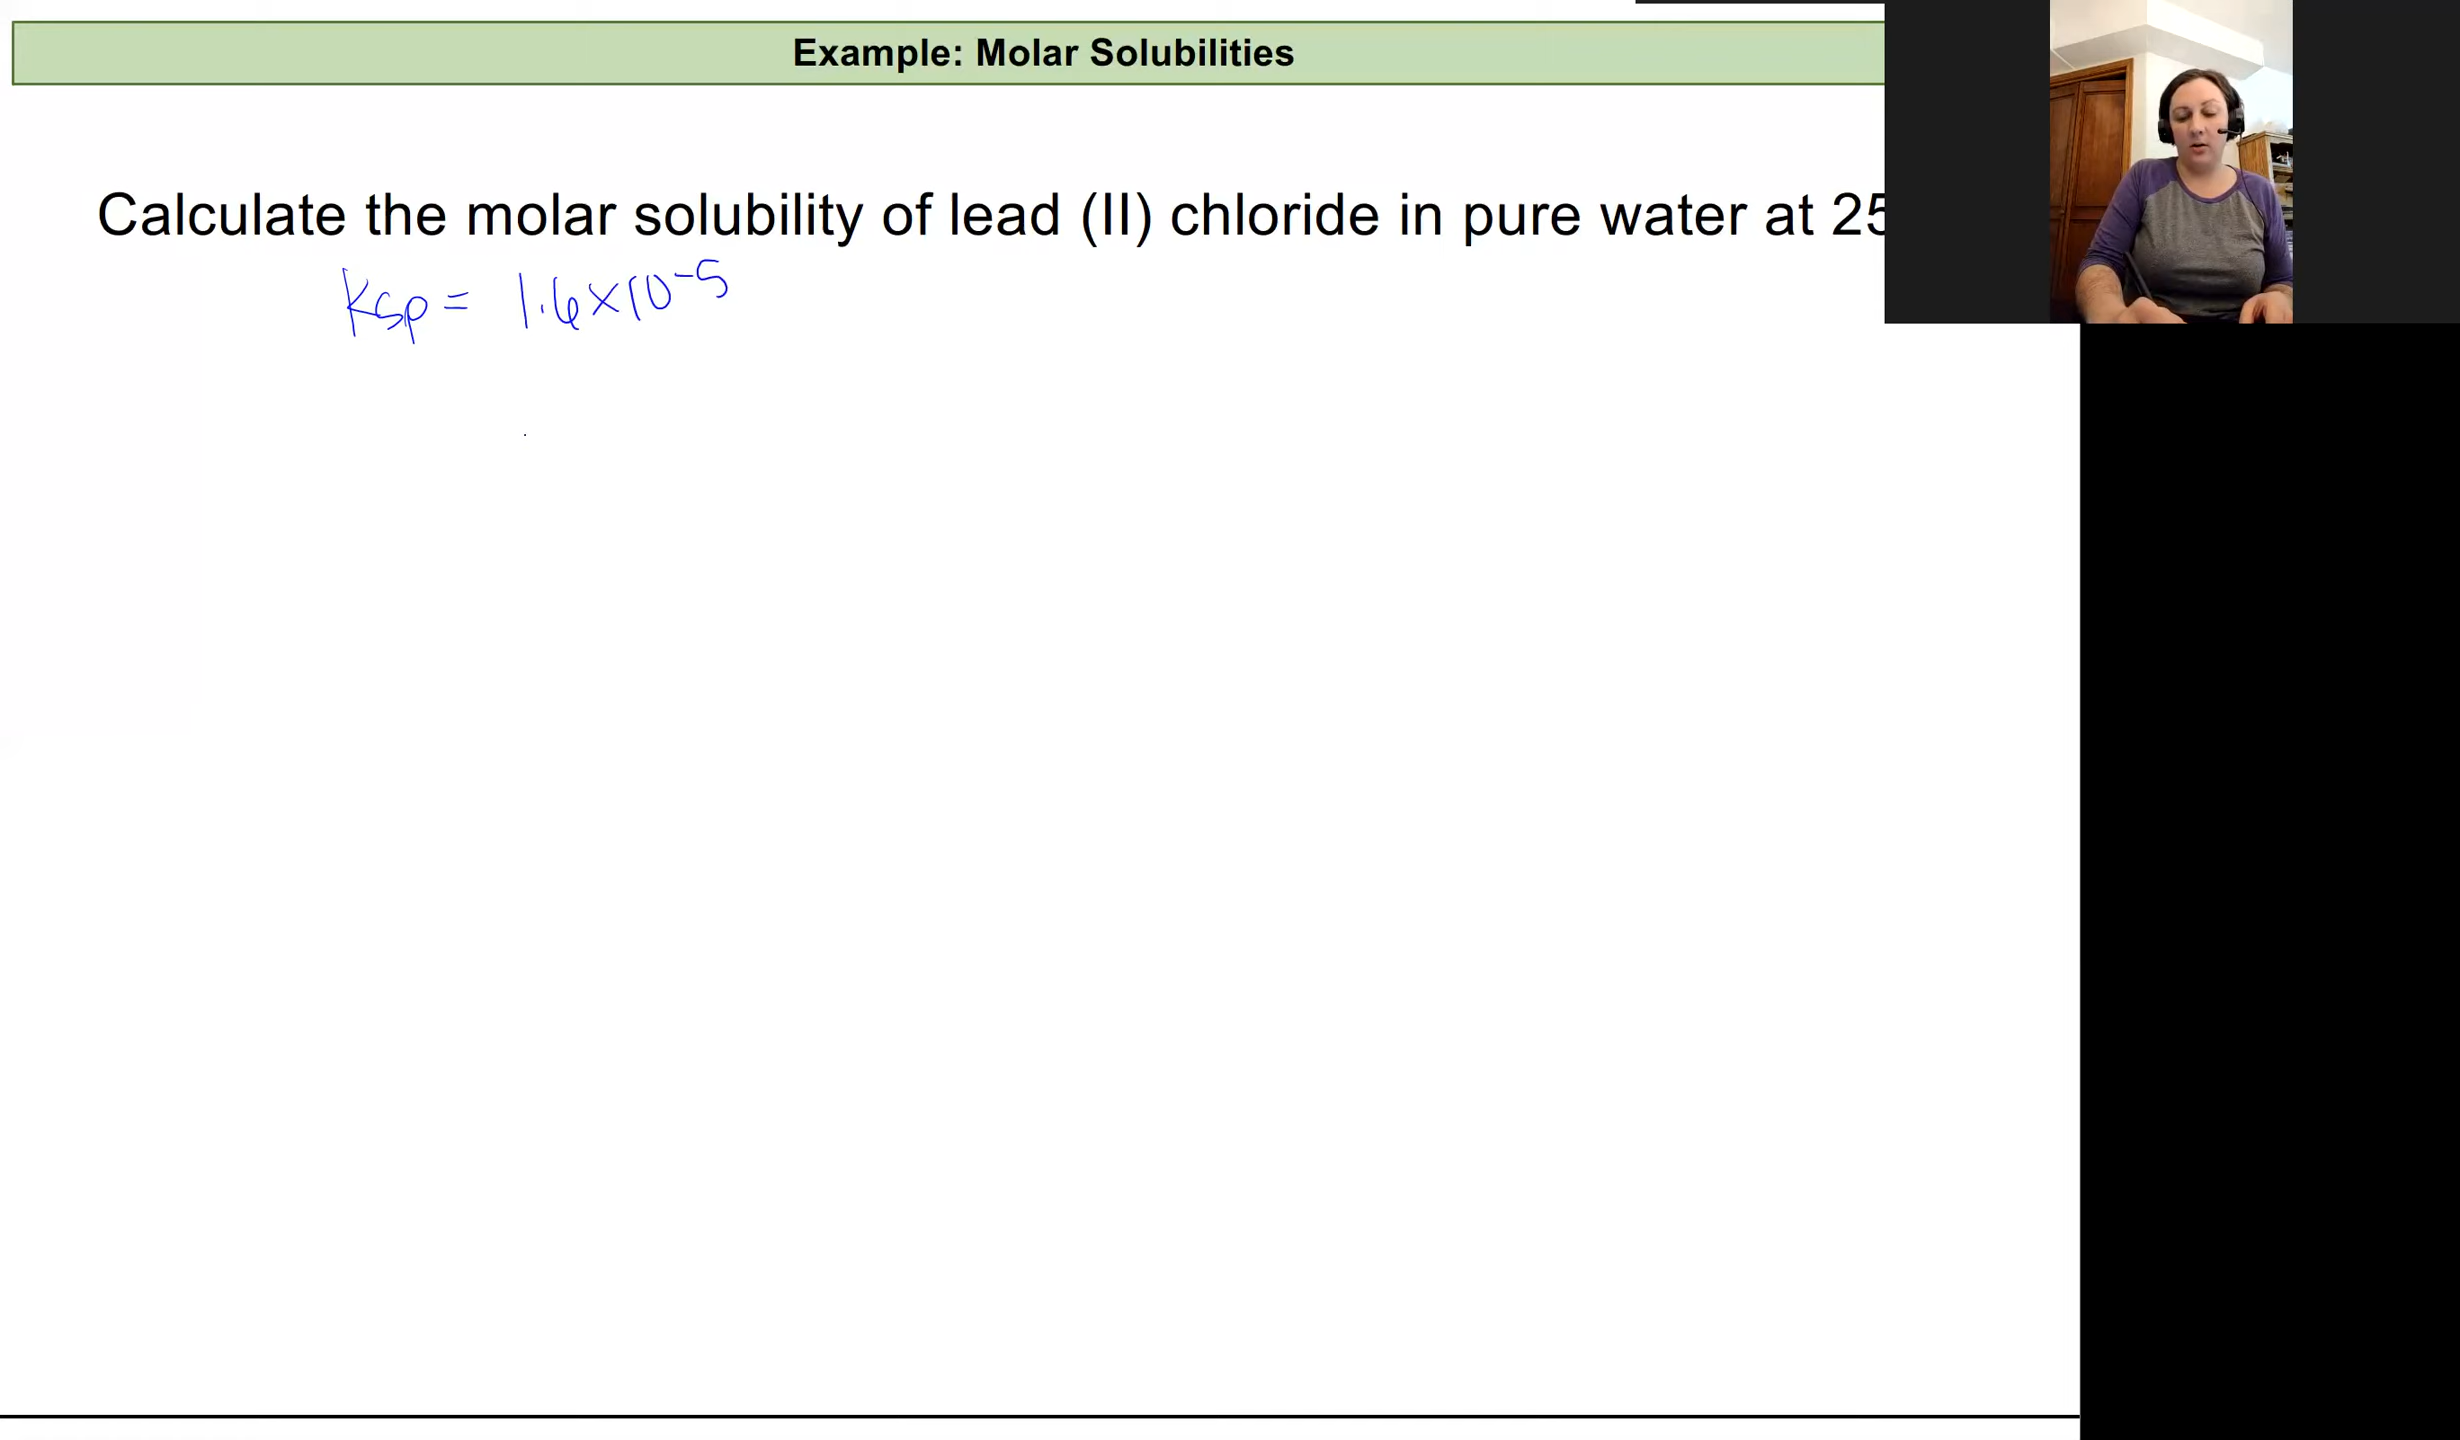 Example: Molar Solubilities
Calculate the molar solubility of lead (II) chloride in pure water at 25
Ksp = 1.6×10⁻⁵